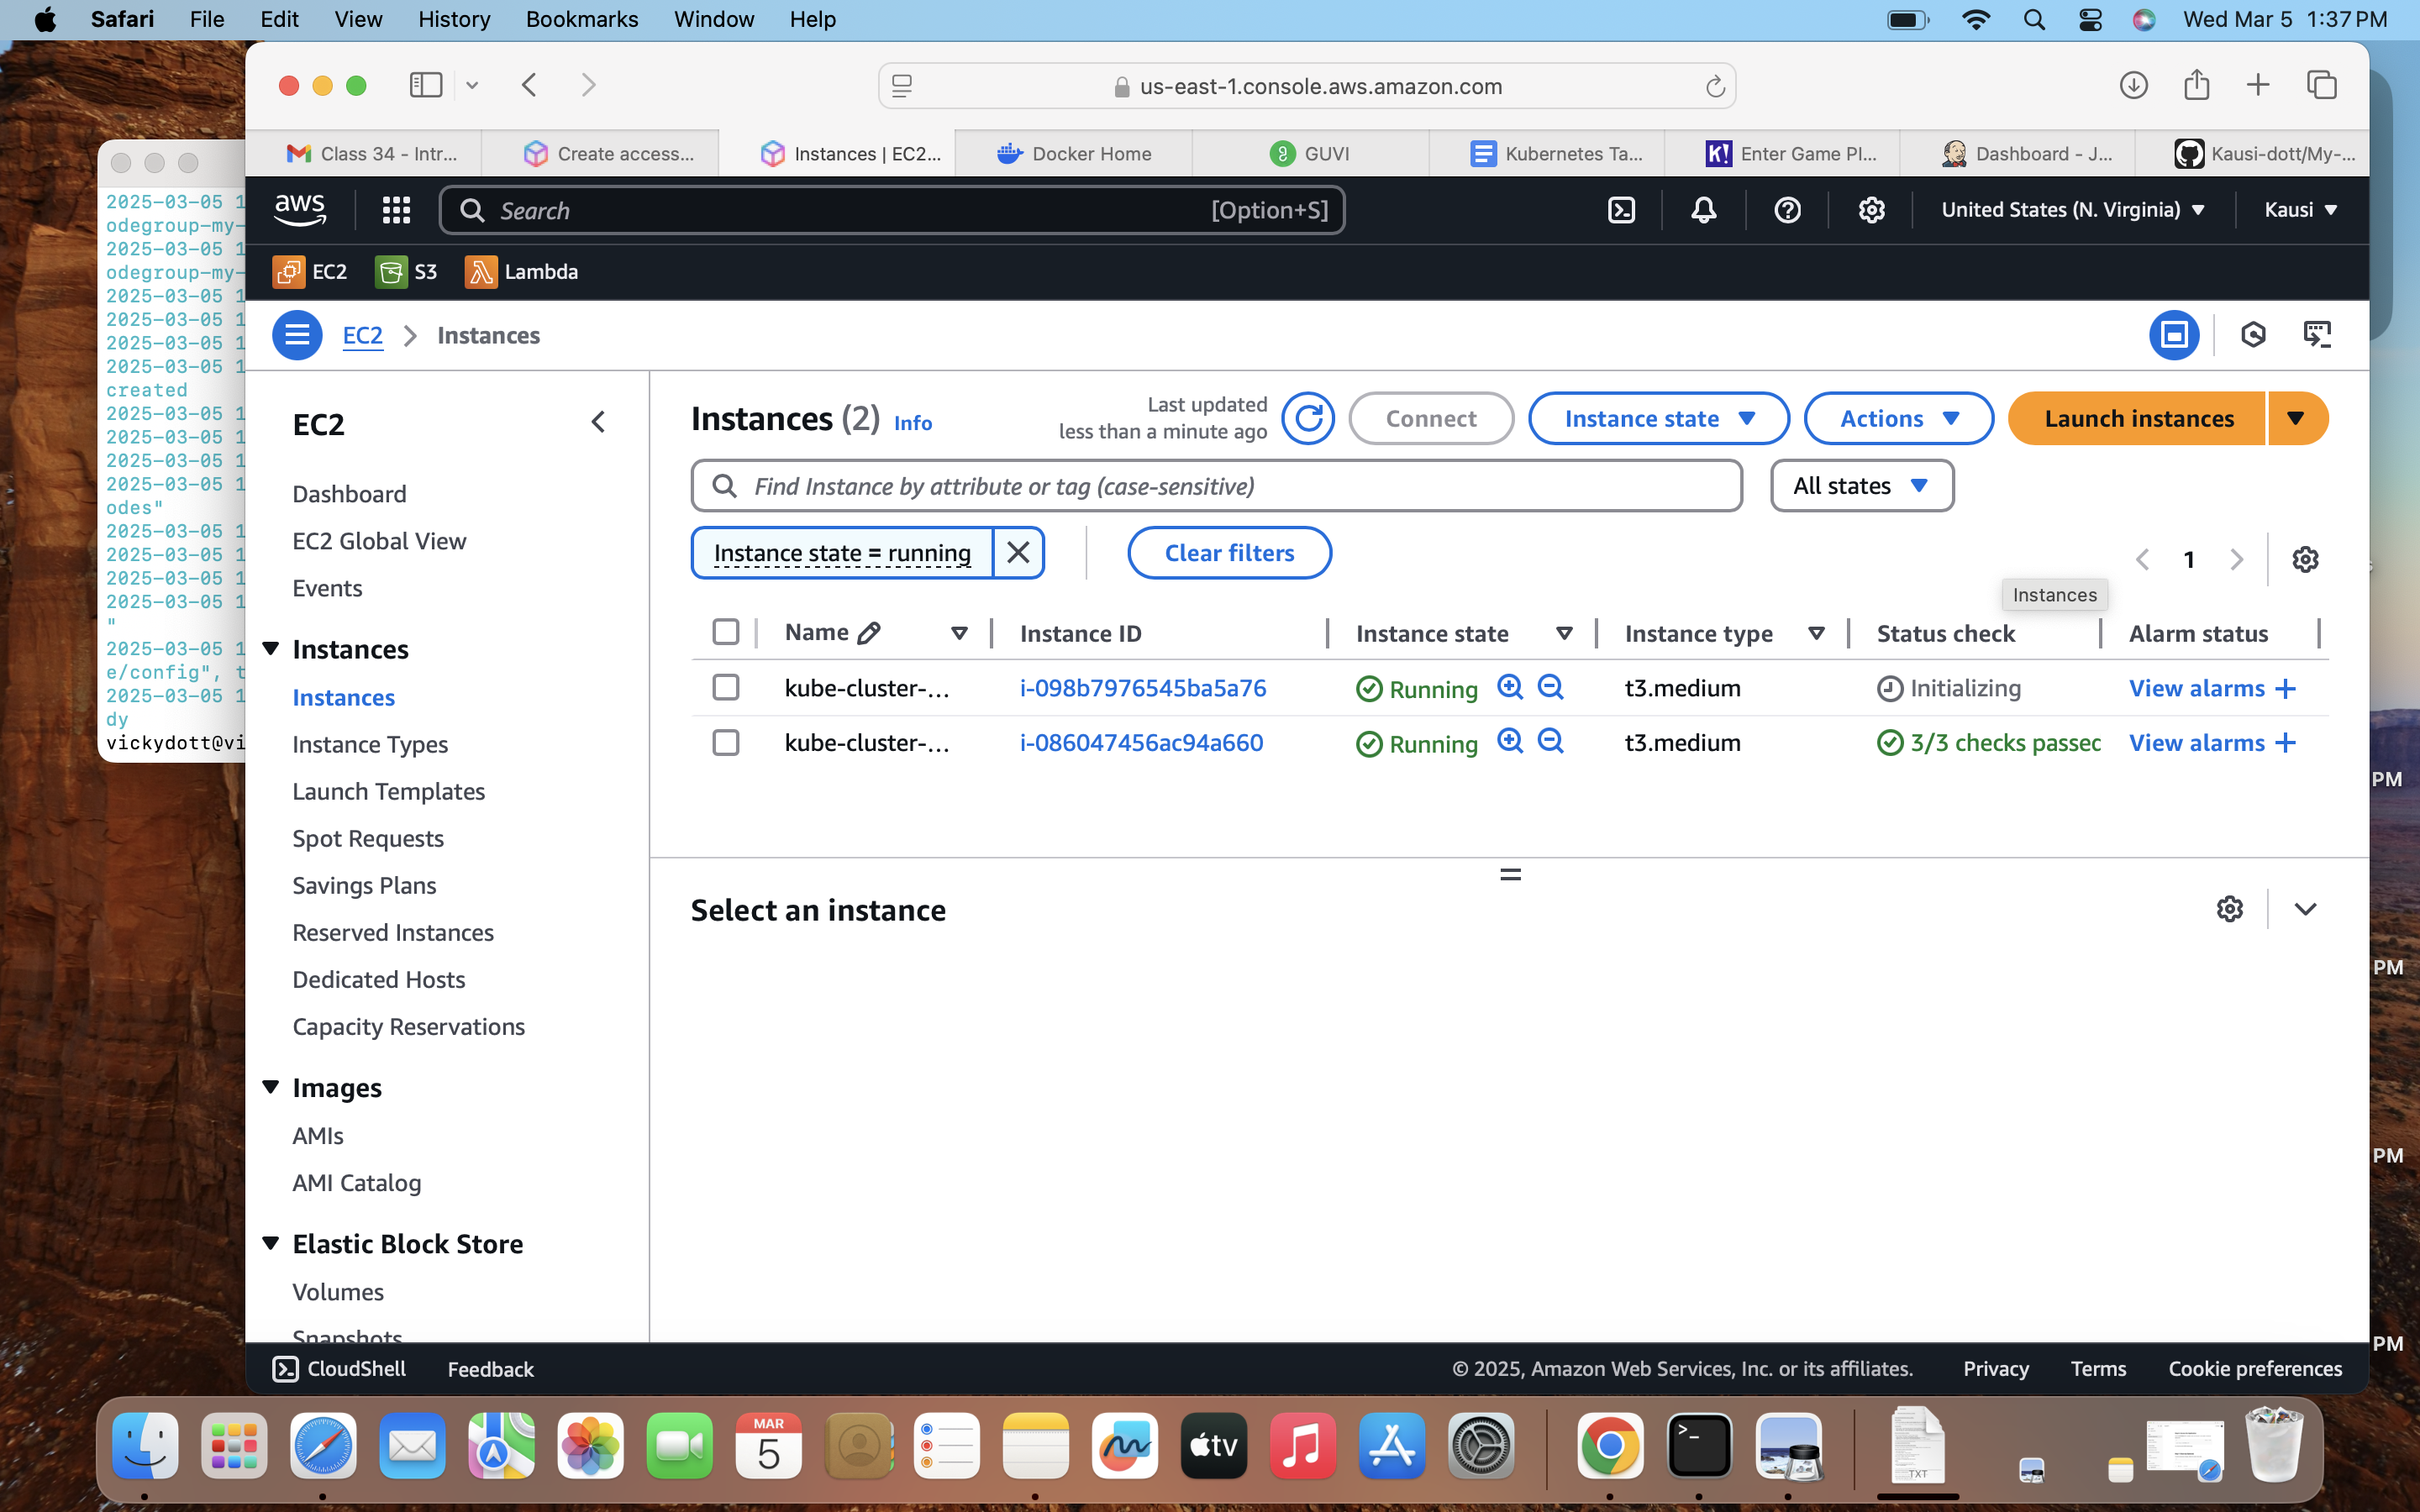 Safari File Edit View History Bookmarks Window Help Wed Mar 5 1:37 PM
us-east-1.console.aws.amazon.com
Class 34 - Intr... Create access... Instances | EC2... Docker Home GUVI Kubernetes Ta... K! Enter Game Pl... Dashboard - J... Kausi-dott/My-...
aws Search [Option+S] United States (N. Virginia) Kausi
EC2 S3 Lambda
EC2 Instances
2025-03-05 1
odegroup-my-
2025-03-05 1
odegroup-my-
2025-03-05 1
2025-03-05 1
2025-03-05 1
2025-03-05 1
created
2025-03-05 1
2025-03-05 1
2025-03-05 1
2025-03-05 1
odes"
2025-03-05 1
2025-03-05 1
2025-03-05 1
2025-03-05 1
"
2025-03-05 1
e/config", t
2025-03-05 1
dy
vickydott@vi
EC2
Dashboard
EC2 Global View
Events
Instances
Instances
Instance Types
Launch Templates
Spot Requests
Savings Plans
Reserved Instances
Dedicated Hosts
Capacity Reservations
Images
AMIs
AMI Catalog
Elastic Block Store
Volumes
Snapshots
Instances (2) Info
Last updated
less than a minute ago
Connect Instance state Actions Launch instances
Find Instance by attribute or tag (case-sensitive) All states
Instance state = running Clear filters 1
Instances
Name Instance ID Instance state Instance type Status check Alarm status
kube-cluster-... i-098b7976545ba5a76 Running t3.medium Initializing View alarms +
kube-cluster-... i-086047456ac94a660 Running t3.medium 3/3 checks passec View alarms +
Select an instance
PM
PM
PM
PM
CloudShell Feedback © 2025, Amazon Web Services, Inc. or its affiliates. Privacy Terms Cookie preferences
MAR
5
tv
TXT